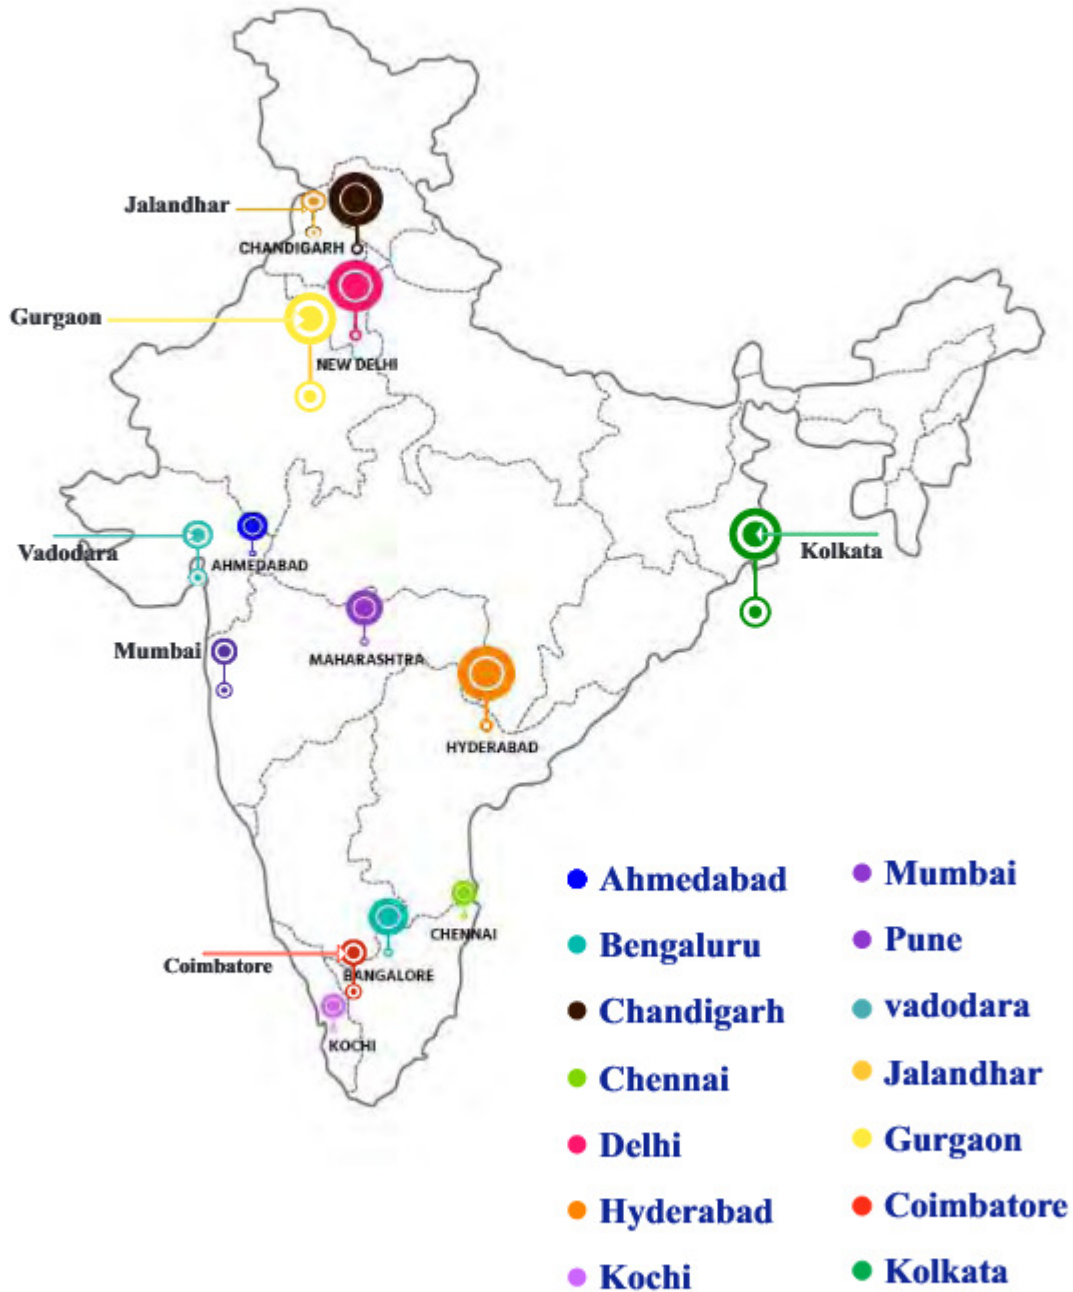 Jalandhar
CHANDIGARH
Gurgaon
NEW DELHI
Vadodara
AHMEDABAD
Kolkata
Mumbai
MAHARASHTRA
HYDERABAD
CHENNAI
Coimbatore
BANGALORE
KOCHI
Ahmedabad
Bengaluru
Chandigarh
Chennai
Delhi
Hyderabad
Kochi
Mumbai
Pune
vadodara
Jalandhar
Gurgaon
Coimbatore
Kolkata